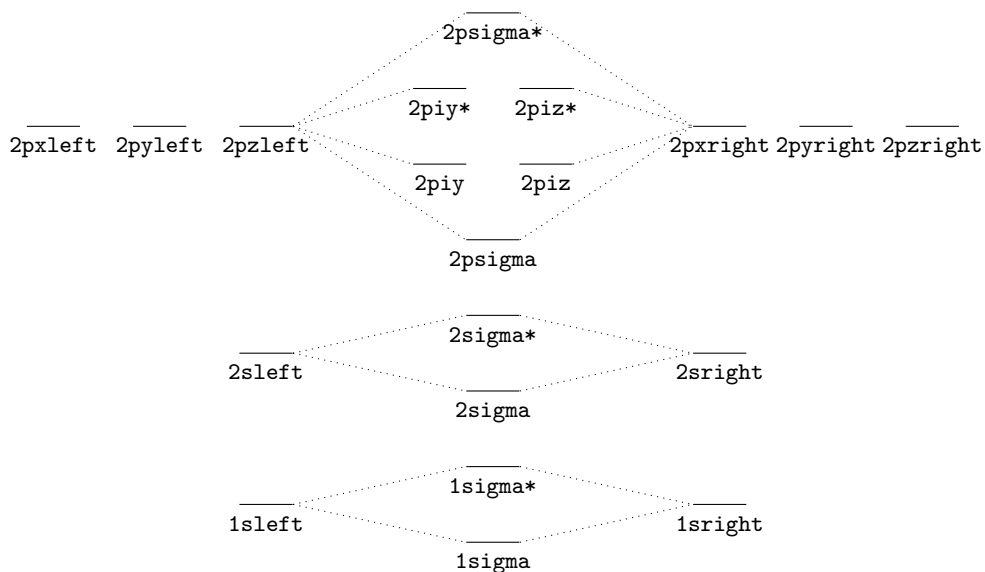 2psigma*
2piy* 2piz*
2pxleft 2pyleft 2pzleft 2pxright 2pyright 2pzright
2piy 2piz
2psigma
2sigma*
2sleft 2sright
2sigma
1sigma*
1sleft 1sright
1sigma